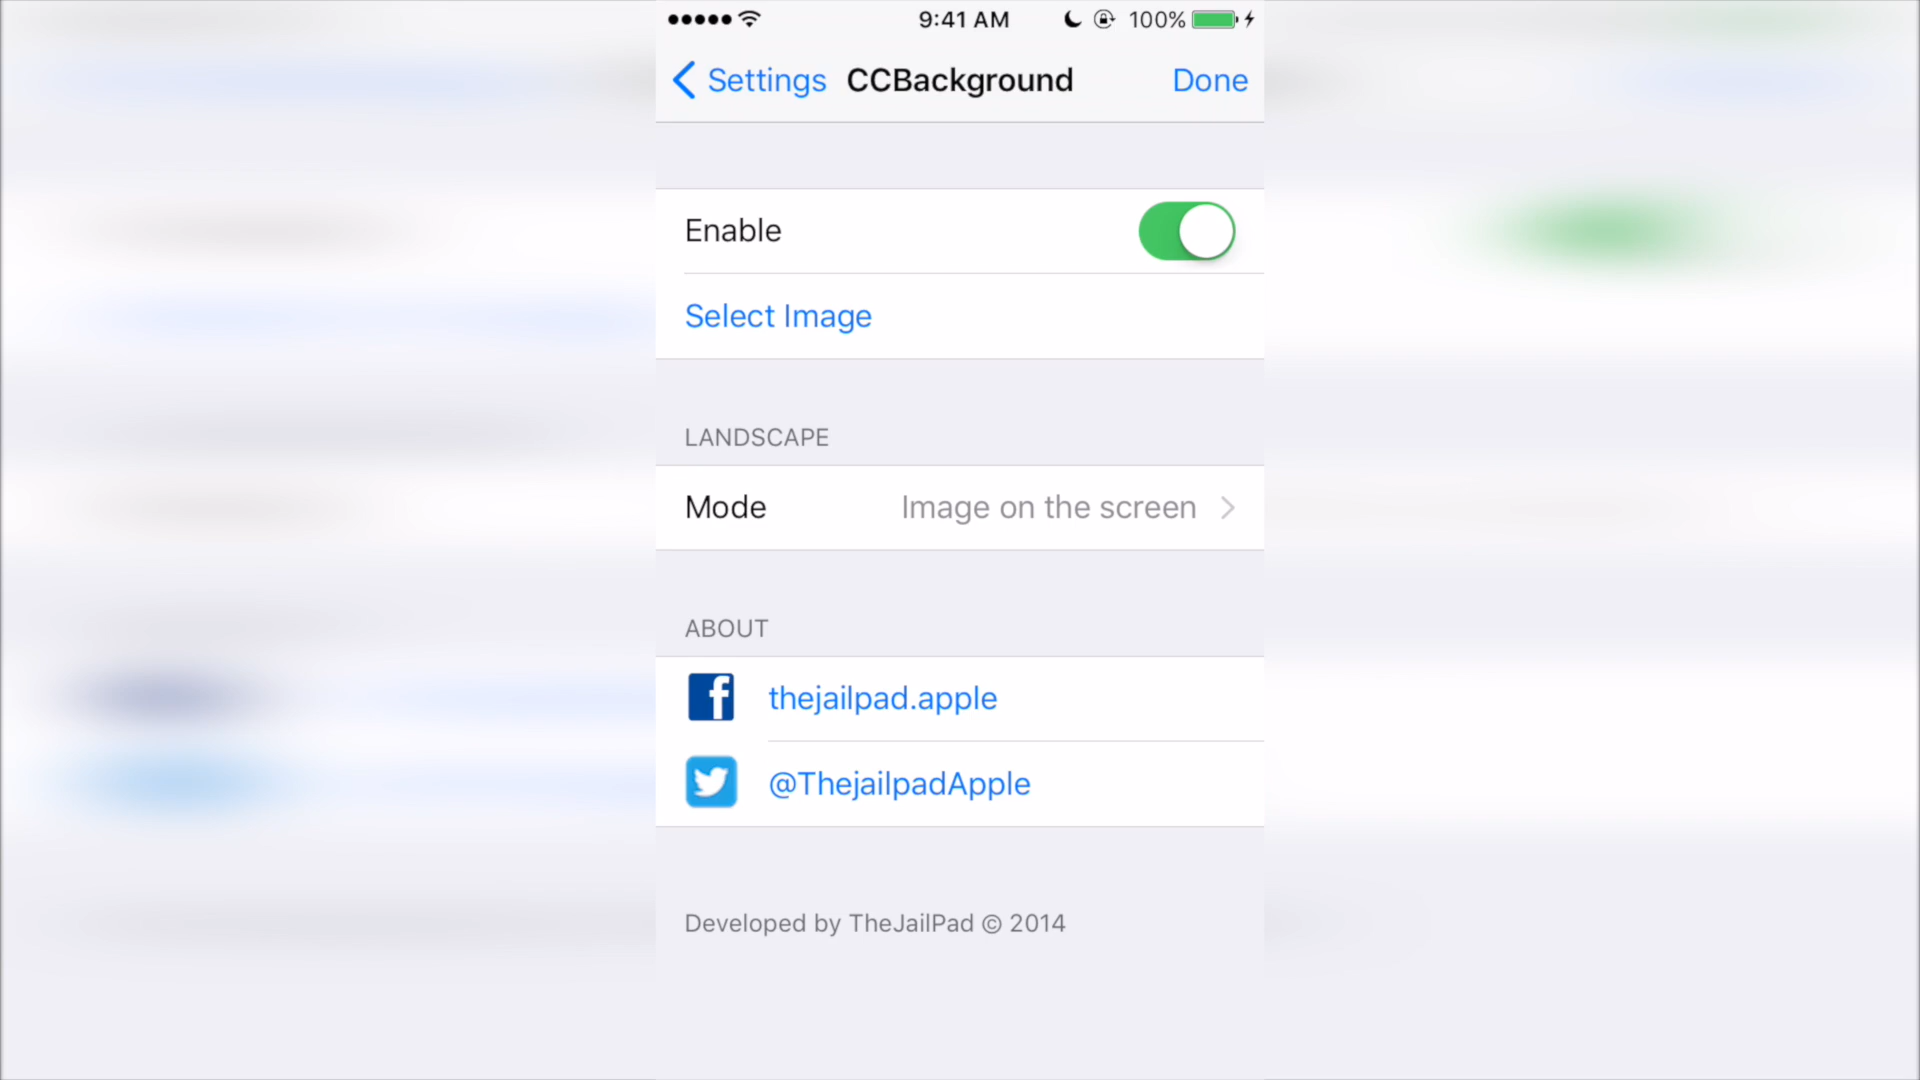 9:41 AM 100%
Settings CCBackground Done
Enable
Select Image
LANDSCAPE
Mode Image on the screen
ABOUT
thejailpad.apple
@ThejailpadApple
Developed by TheJailPad © 2014